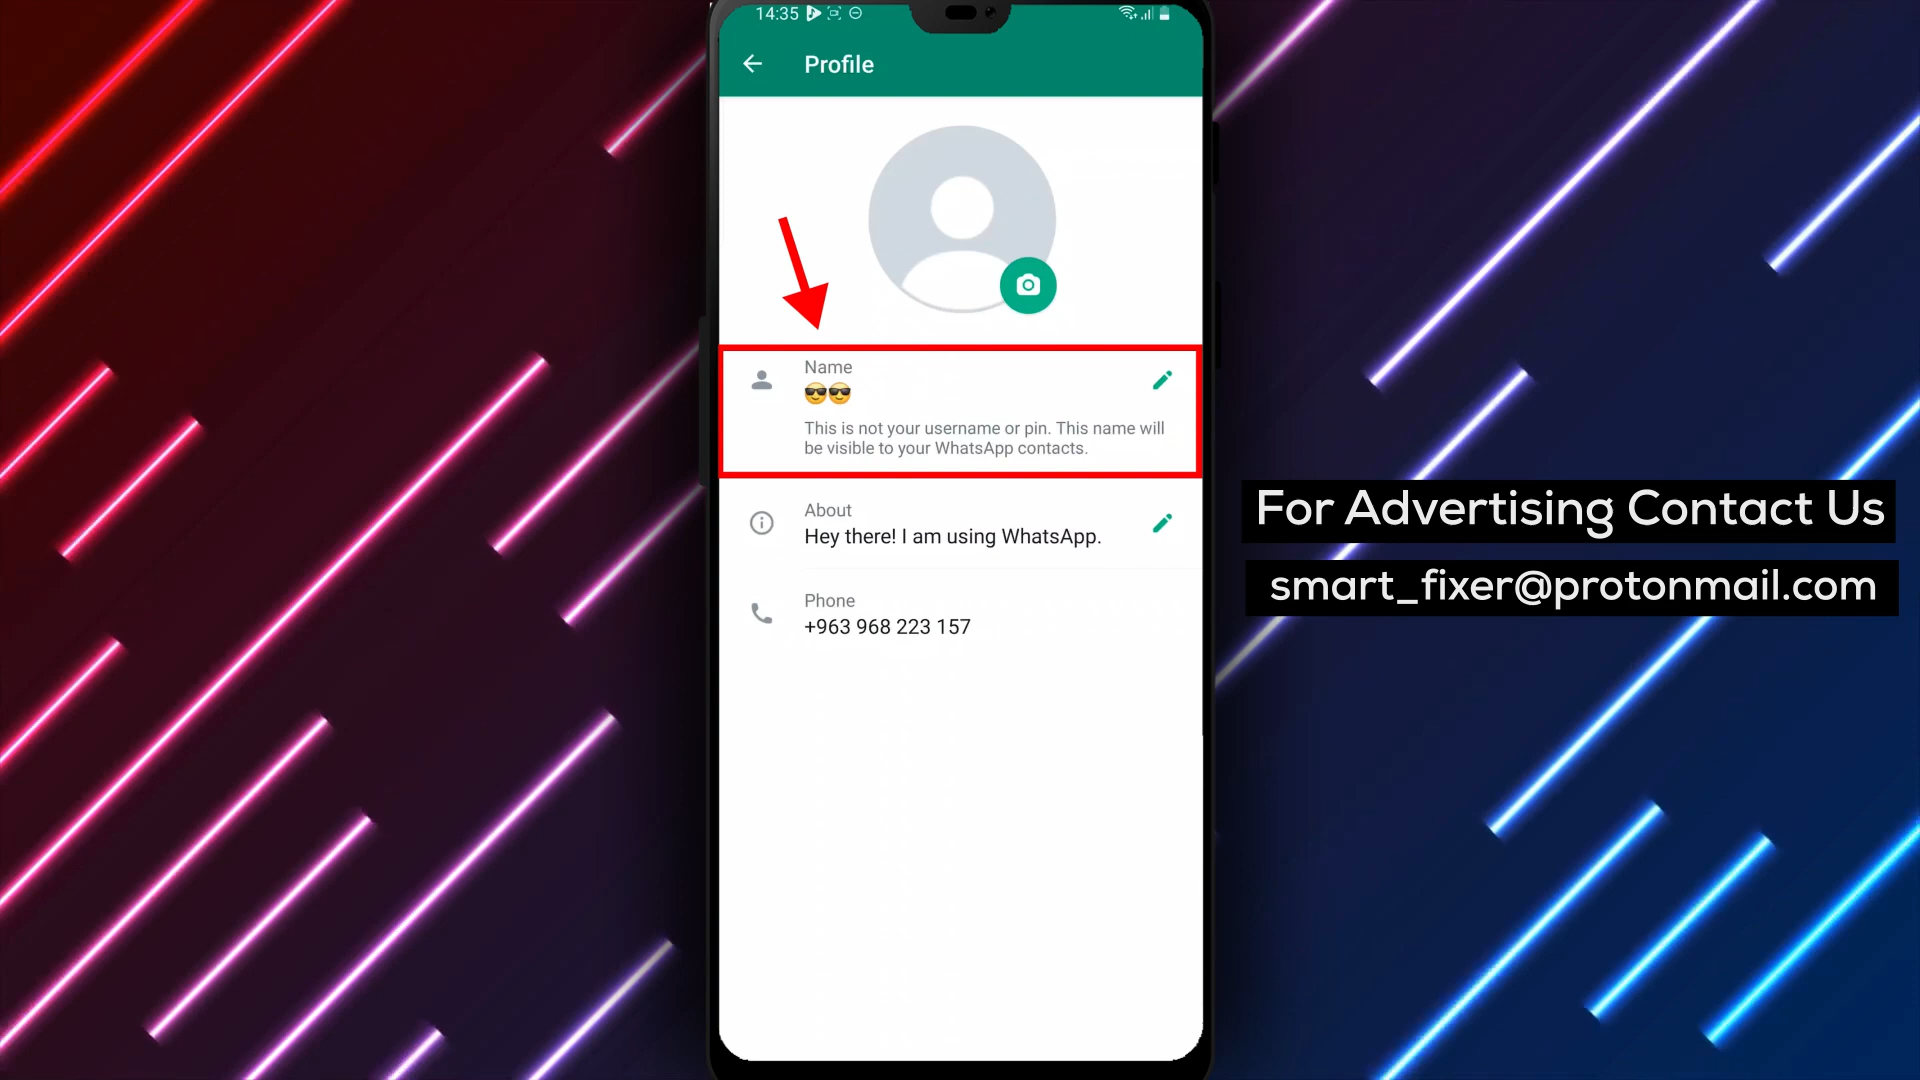 14:35
Profile
Name
😎😎
This is not your username or pin. This name will
be visible to your WhatsApp contacts.
About
Hey there! I am using WhatsApp.
Phone
+963 968 223 157
For Advertising Contact Us
smart_fixer@protonmail.com